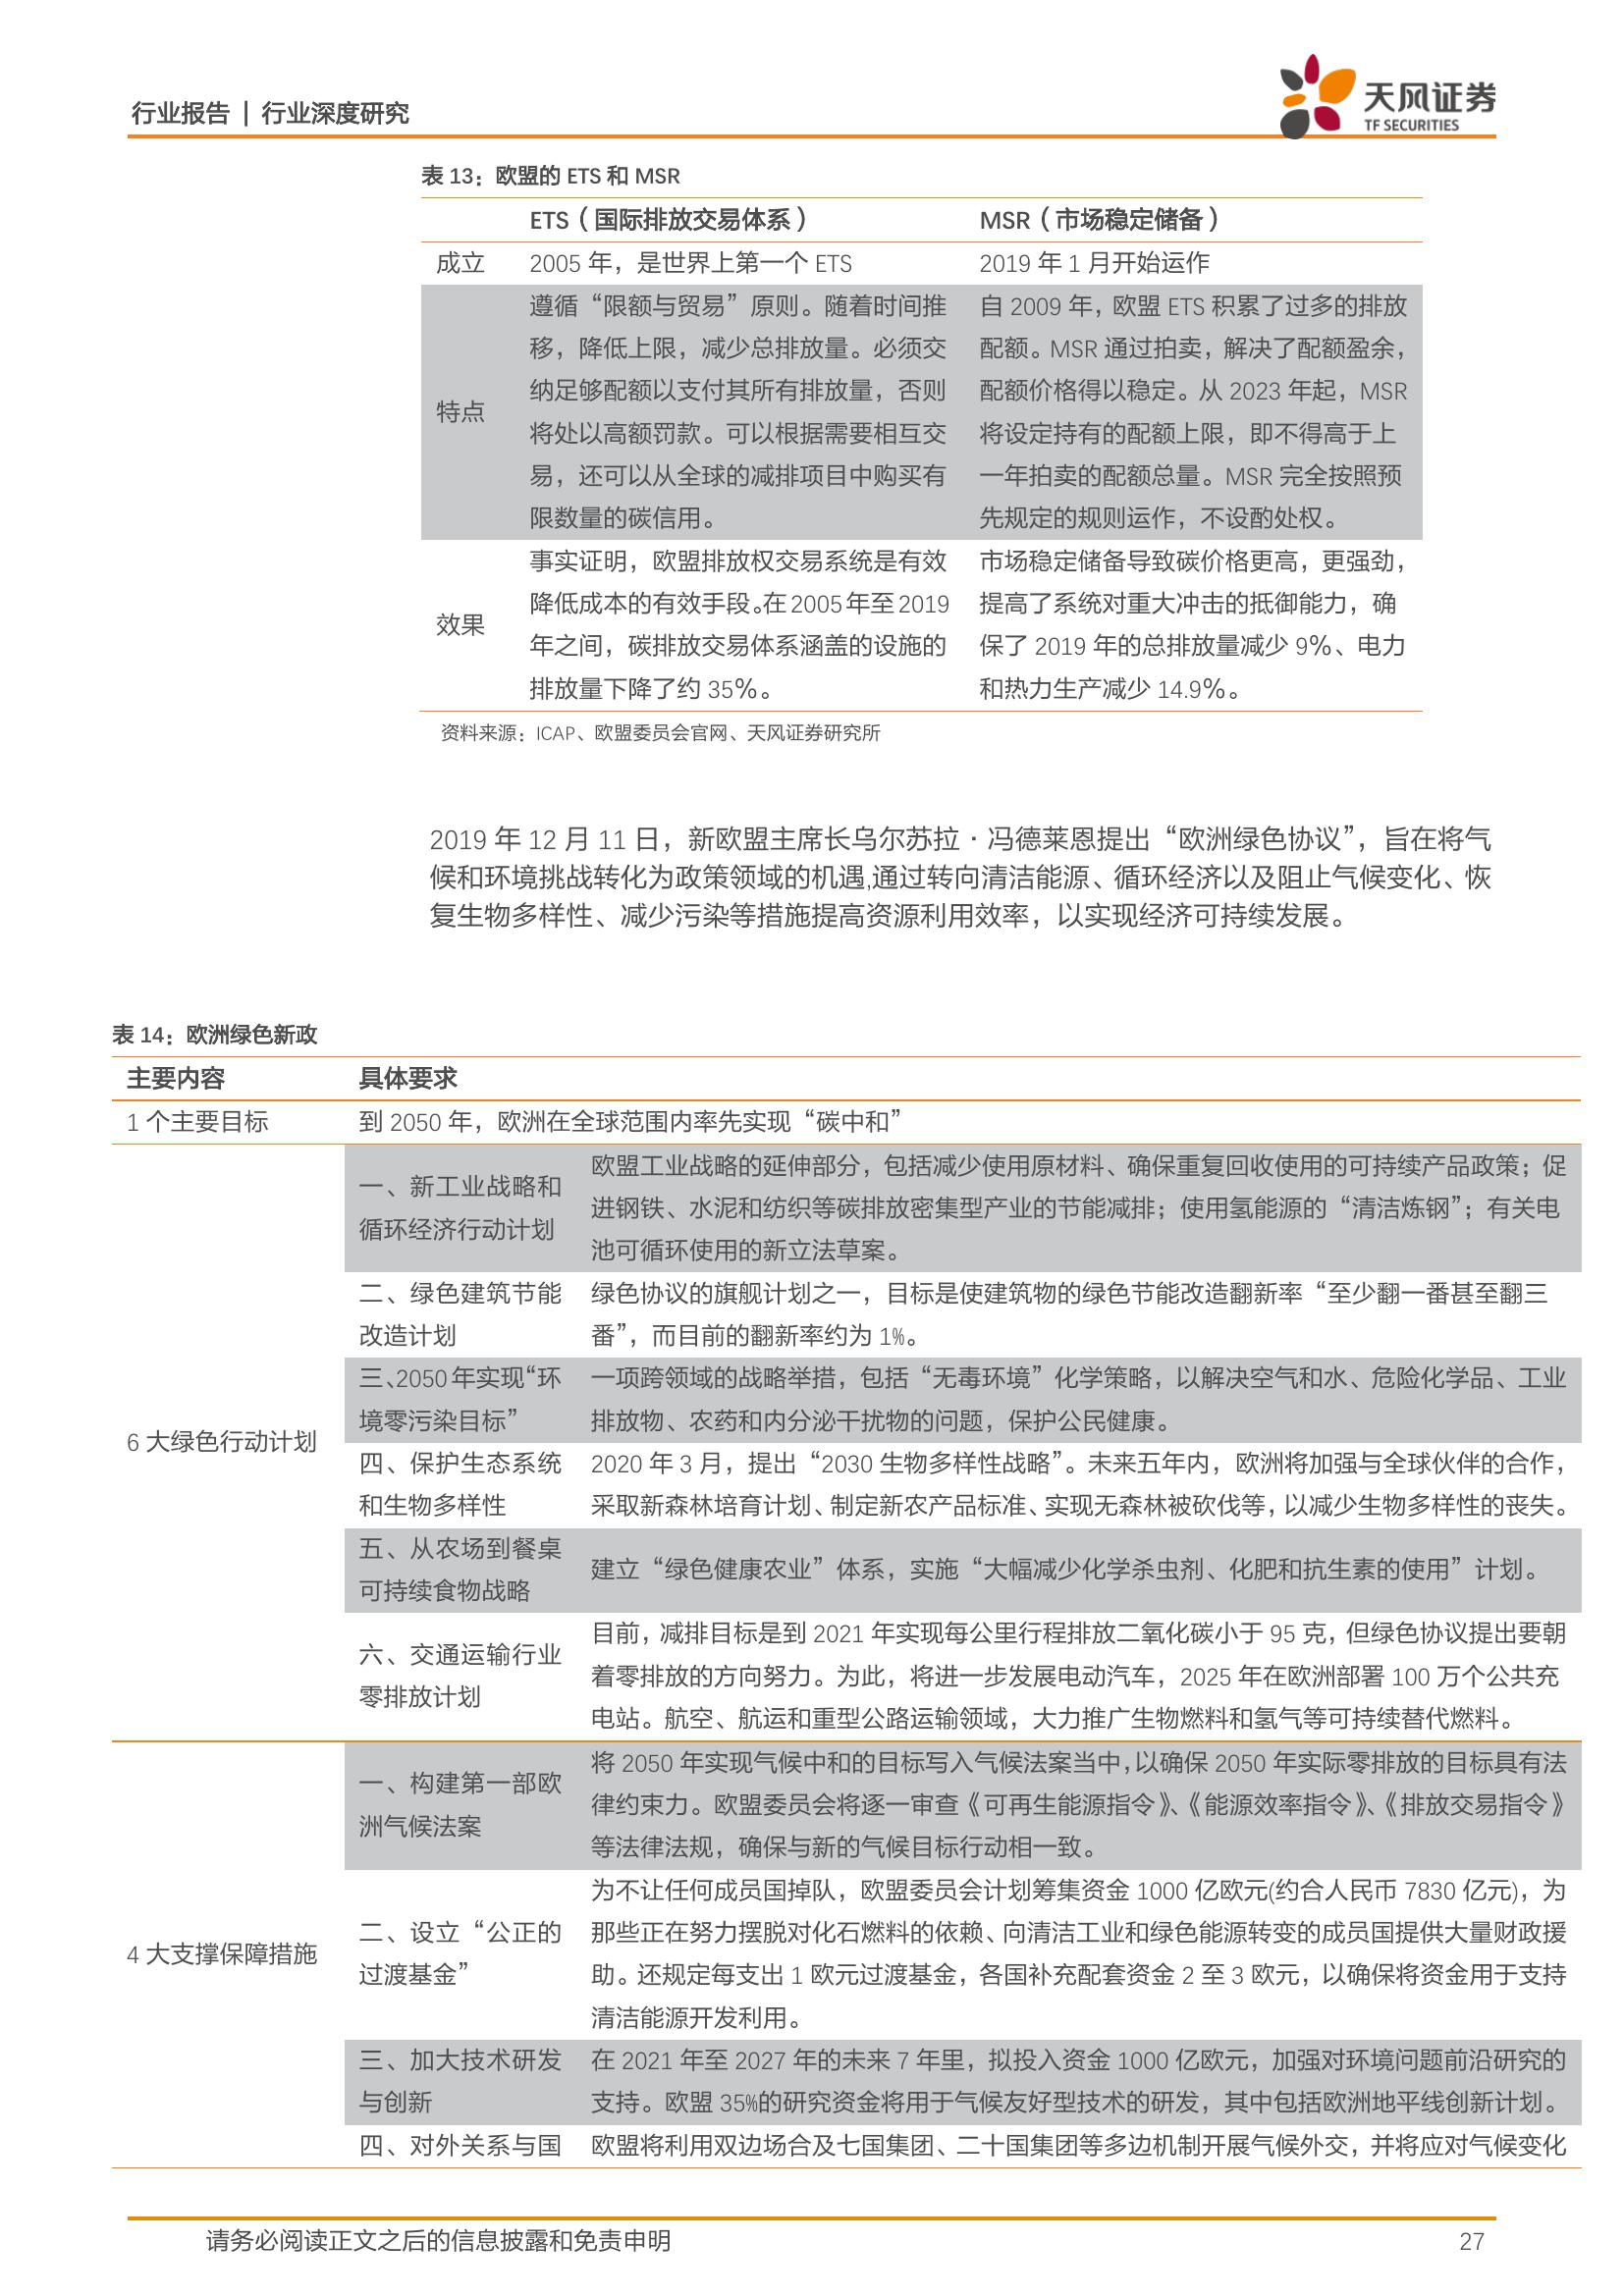 行业报告 | 行业深度研究
天风证券
TF SECURITIES
表 13：欧盟的 ETS 和 MSR
ETS（国际排放交易体系） MSR（市场稳定储备）
成立 2005 年，是世界上第一个 ETS 2019 年 1 月开始运作
特点
遵循“限额与贸易”原则。随着时间推
移，降低上限，减少总排放量。必须交
纳足够配额以支付其所有排放量，否则
将处以高额罚款。可以根据需要相互交
易，还可以从全球的减排项目中购买有
限数量的碳信用。
自 2009 年，欧盟 ETS 积累了过多的排放
配额。MSR 通过拍卖，解决了配额盈余，
配额价格得以稳定。从 2023 年起，MSR
将设定持有的配额上限，即不得高于上
一年拍卖的配额总量。MSR 完全按照预
先规定的规则运作，不设酌处权。
效果
事实证明，欧盟排放权交易系统是有效
降低成本的有效手段。在 2005 年至 2019
年之间，碳排放交易体系涵盖的设施的
排放量下降了约 35%。
市场稳定储备导致碳价格更高，更强劲，
提高了系统对重大冲击的抵御能力，确
保了 2019 年的总排放量减少 9%、电力
和热力生产减少 14.9%。
资料来源：ICAP、欧盟委员会官网、天风证券研究所
2019 年 12 月 11 日，新欧盟主席长乌尔苏拉·冯德莱恩提出“欧洲绿色协议”，旨在将气
候和环境挑战转化为政策领域的机遇,通过转向清洁能源、循环经济以及阻止气候变化、恢
复生物多样性、减少污染等措施提高资源利用效率，以实现经济可持续发展。
表 14：欧洲绿色新政
主要内容 具体要求
1 个主要目标 到 2050 年，欧洲在全球范围内率先实现“碳中和”
6 大绿色行动计划
一、新工业战略和
循环经济行动计划
欧盟工业战略的延伸部分，包括减少使用原材料、确保重复回收使用的可持续产品政策；促
进钢铁、水泥和纺织等碳排放密集型产业的节能减排；使用氢能源的“清洁炼钢”；有关电
池可循环使用的新立法草案。
二、绿色建筑节能
改造计划
绿色协议的旗舰计划之一，目标是使建筑物的绿色节能改造翻新率“至少翻一番甚至翻三
番”，而目前的翻新率约为 1%。
三、2050 年实现“环
境零污染目标”
一项跨领域的战略举措，包括“无毒环境”化学策略，以解决空气和水、危险化学品、工业
排放物、农药和内分泌干扰物的问题，保护公民健康。
四、保护生态系统
和生物多样性
2020 年 3 月，提出“2030 生物多样性战略”。未来五年内，欧洲将加强与全球伙伴的合作，
采取新森林培育计划、制定新农产品标准、实现无森林被砍伐等，以减少生物多样性的丧失。
五、从农场到餐桌
可持续食物战略
建立“绿色健康农业”体系，实施“大幅减少化学杀虫剂、化肥和抗生素的使用”计划。
六、交通运输行业
零排放计划
目前，减排目标是到 2021 年实现每公里行程排放二氧化碳小于 95 克，但绿色协议提出要朝
着零排放的方向努力。为此，将进一步发展电动汽车，2025 年在欧洲部署 100 万个公共充
电站。航空、航运和重型公路运输领域，大力推广生物燃料和氢气等可持续替代燃料。
4 大支撑保障措施
一、构建第一部欧
洲气候法案
将 2050 年实现气候中和的目标写入气候法案当中，以确保 2050 年实际零排放的目标具有法
律约束力。欧盟委员会将逐一审查《可再生能源指令》、《能源效率指令》、《排放交易指令》
等法律法规，确保与新的气候目标行动相一致。
二、设立“公正的
过渡基金”
为不让任何成员国掉队，欧盟委员会计划筹集资金 1000 亿欧元(约合人民币 7830 亿元)，为
那些正在努力摆脱对化石燃料的依赖、向清洁工业和绿色能源转变的成员国提供大量财政援
助。还规定每支出 1 欧元过渡基金，各国补充配套资金 2 至 3 欧元，以确保将资金用于支持
清洁能源开发利用。
三、加大技术研发
与创新
在 2021 年至 2027 年的未来 7 年里，拟投入资金 1000 亿欧元，加强对环境问题前沿研究的
支持。欧盟 35%的研究资金将用于气候友好型技术的研发，其中包括欧洲地平线创新计划。
四、对外关系与国 欧盟将利用双边场合及七国集团、二十国集团等多边机制开展气候外交，并将应对气候变化
请务必阅读正文之后的信息披露和免责申明 27